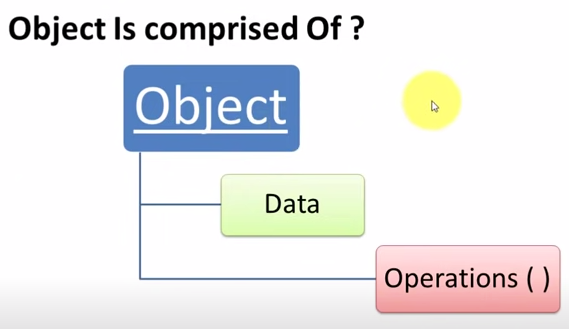 Object Is comprised Of ?
Object
Data
Operations ( )